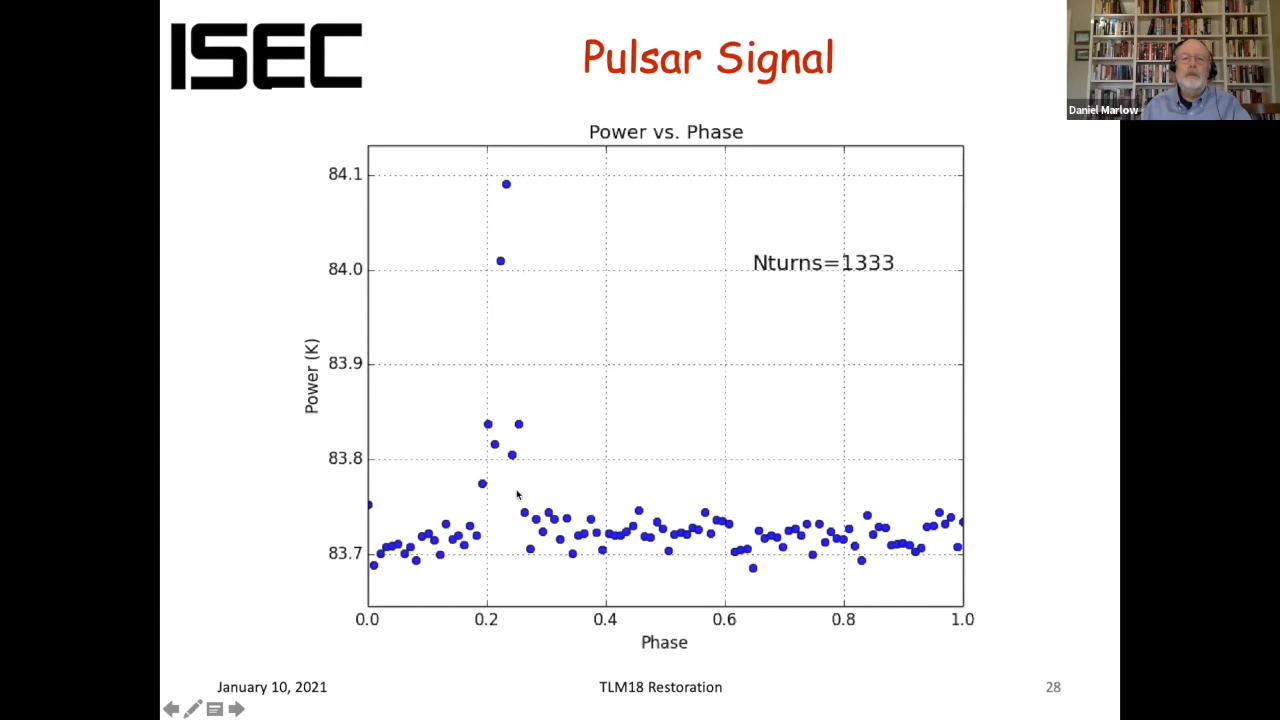 ISEC
Pulsar Signal
Daniel Marlow
Power vs. Phase
84.1
84.0
83.9
83.8
83.7
Power (K)
Nturns=1333
0.0 0.2 0.4 0.6 0.8 1.0
Phase
January 10, 2021 TLM18 Restoration 28